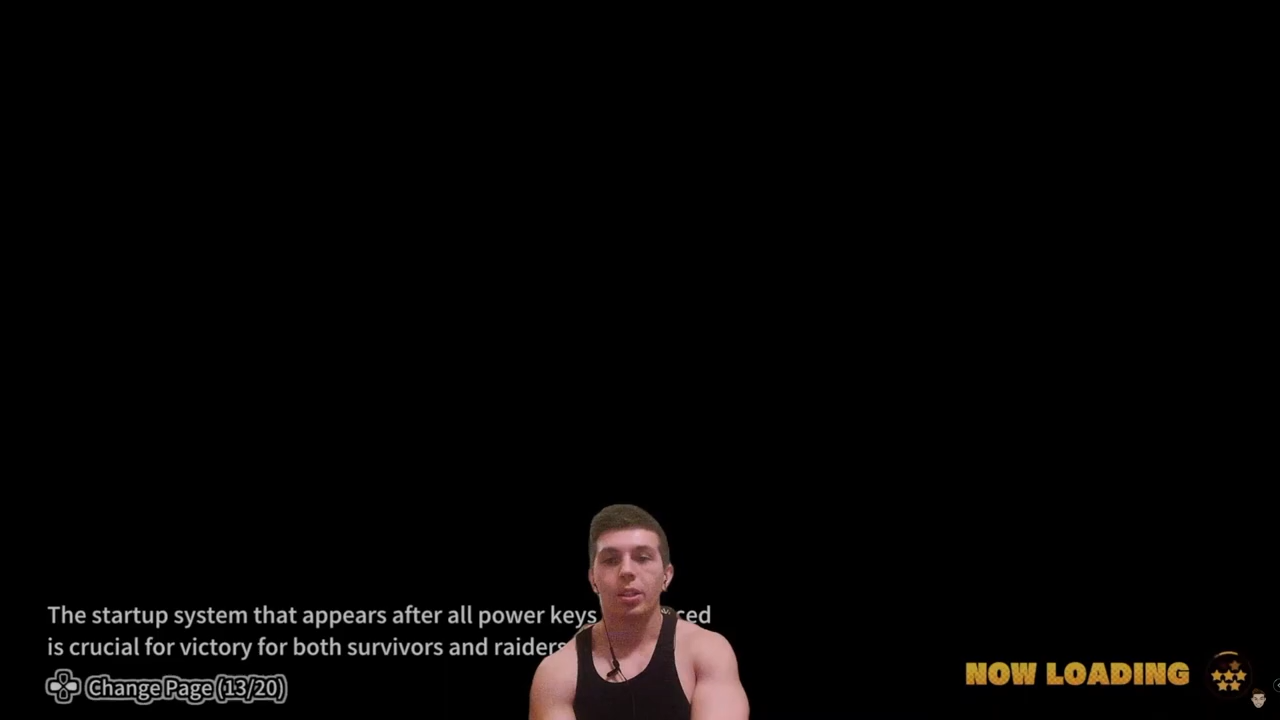 The startup system that appears after all power keys
is crucial for victory for both survivors and raiders
Change Page (13/20)
NOW LOADING